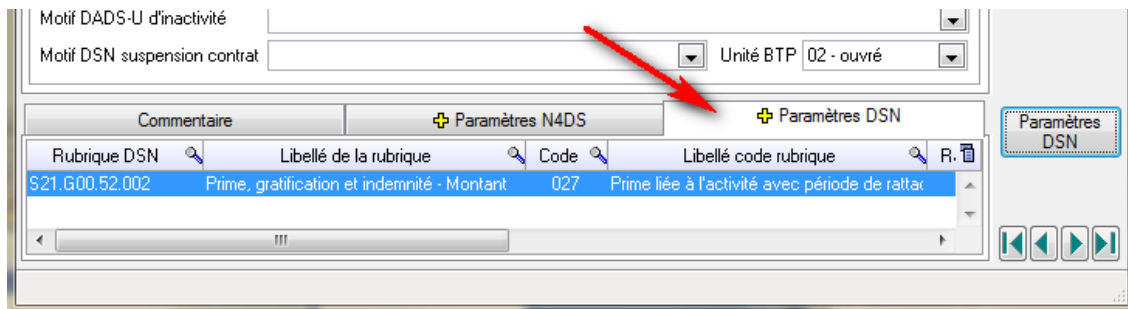 Motif DADS-U d'inactivité
Motif DSN suspension contrat Unité BTP 02 - ouvré
Commentaire Paramètres N4DS Paramètres DSN
Paramètres
DSN
Rubrique DSN Libellé de la rubrique Code Libellé code rubrique R.
S21.G00.52.002 Prime, gratification et indemnité - Montant 027 Prime liée à l'activité avec période de rattac